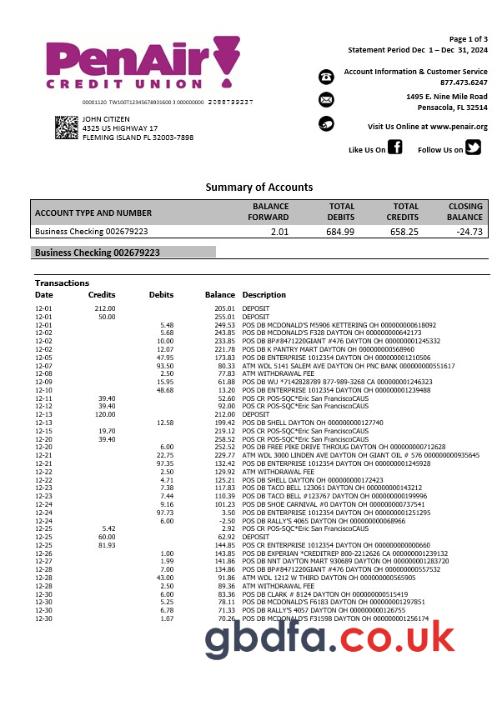 Page 1 of 3
Statement Period Dec 1 – Dec 31, 2024
PenAir
CREDIT UNION
Account Information & Customer Service
877.473.6247
1495 E. Nine Mile Road
Pensacola, FL 32514
Visit Us Online at www.penair.org
Like Us On Follow Us on
JOHN CITIZEN
4325 US HIGHWAY 17
FLEMING ISLAND FL 32003-7898
Summary of Accounts
ACCOUNT TYPE AND NUMBER BALANCE FORWARD TOTAL DEBITS TOTAL CREDITS CLOSING BALANCE
Business Checking 002679223 2.01 684.99 658.25 -24.73
Business Checking 002679223
Transactions
Date Credits Debits Balance Description
12-01 212.00 205.01 DEPOSIT
12-01 50.00 255.01 DEPOSIT
12-01 5.48 249.53 POS DB MCDONALD'S M5906 KETTERING OH 000000000618092
12-02 5.68 243.85 POS DB MCDONALD'S F328 DAYTON OH 000000000642173
12-02 10.00 233.85 POS DB BP#8471220GIANT #476 DAYTON OH 000000001245332
12-02 12.07 221.78 POS DB K PANTRY MART DAYTON OH 000000000568960
12-05 47.95 173.83 POS DB ENTERPRISE 1012354 DAYTON OH 000000001210506
12-07 93.50 80.33 ATM WDL 5141 SALEM AVE DAYTON OH PNC BANK 000000000551617
12-08 2.50 77.83 ATM WITHDRAWAL FEE
12-09 15.95 61.88 POS DB WU *7142828789 877-989-3268 CA 000000001246323
12-10 48.68 13.20 POS DB ENTERPRISE 1012354 DAYTON OH 000000001239488
12-11 39.40 52.60 POS CR POS-SQC*Eric San FranciscoCAUS
12-12 39.40 92.00 POS CR POS-SQC*Eric San FranciscoCAUS
12-13 120.00 212.00 DEPOSIT
12-13 12.58 199.42 POS DB SHELL DAYTON OH 000000000127740
12-15 19.70 219.12 POS CR POS-SQC*Eric San FranciscoCAUS
12-20 39.40 258.52 POS CR POS-SQC*Eric San FranciscoCAUS
12-20 6.00 252.52 POS DB FREE PIKE DRIVE THROUG DAYTON OH 000000000712628
12-21 22.75 229.77 ATM WDL 3000 LINDEN AVE DAYTON OH GIANT OIL # 576 000000000935645
12-21 97.35 132.42 POS DB ENTERPRISE 1012354 DAYTON OH 000000001245928
12-22 2.50 129.92 ATM WITHDRAWAL FEE
12-22 4.71 125.21 POS DB SHELL DAYTON OH 000000000172423
12-23 7.38 117.83 POS DB TACO BELL 123061 DAYTON OH 000000000143212
12-23 7.44 110.39 POS DB TACO BELL #123767 DAYTON OH 000000000199996
12-24 9.16 101.23 POS DB SHOE CARNIVAL #0 DAYTON OH 000000000737541
12-24 97.73 3.50 POS DB ENTERPRISE 1012354 DAYTON OH 000000001251295
12-24 6.00 -2.50 POS DB RALLY'S 4065 DAYTON OH 000000000068966
12-25 5.42 2.92 POS CR POS-SQC*Eric San FranciscoCAUS
12-25 60.00 62.92 DEPOSIT
12-25 81.93 144.85 POS CR ENTERPRISE 1012354 DAYTON OH 000000000000660
12-26 1.00 143.85 POS DB EXPERIAN *CREDITREP 800-2212626 CA 000000001239132
12-27 1.99 141.86 POS DB NNT DAYTON MART 930689 DAYTON OH 000000001283720
12-28 7.00 134.86 POS DB BP#8471220GIANT #476 DAYTON OH 000000000557532
12-28 43.00 91.86 ATM WDL 1212 W THIRD DAYTON OH 000000000565905
12-28 2.50 89.36 ATM WITHDRAWAL FEE
12-30 6.00 83.36 POS DB CLARK # 8124 DAYTON OH 000000000515419
12-30 5.25 78.11 POS DB MCDONALD'S F6183 DAYTON OH 000000001297851
12-30 6.78 71.33 POS DB RALLY'S 4057 DAYTON OH 000000000126755
12-30 1.07 70.26 POS DB MCDONALD'S F31598 DAYTON OH 000000001256174
gbdfa.co.uk